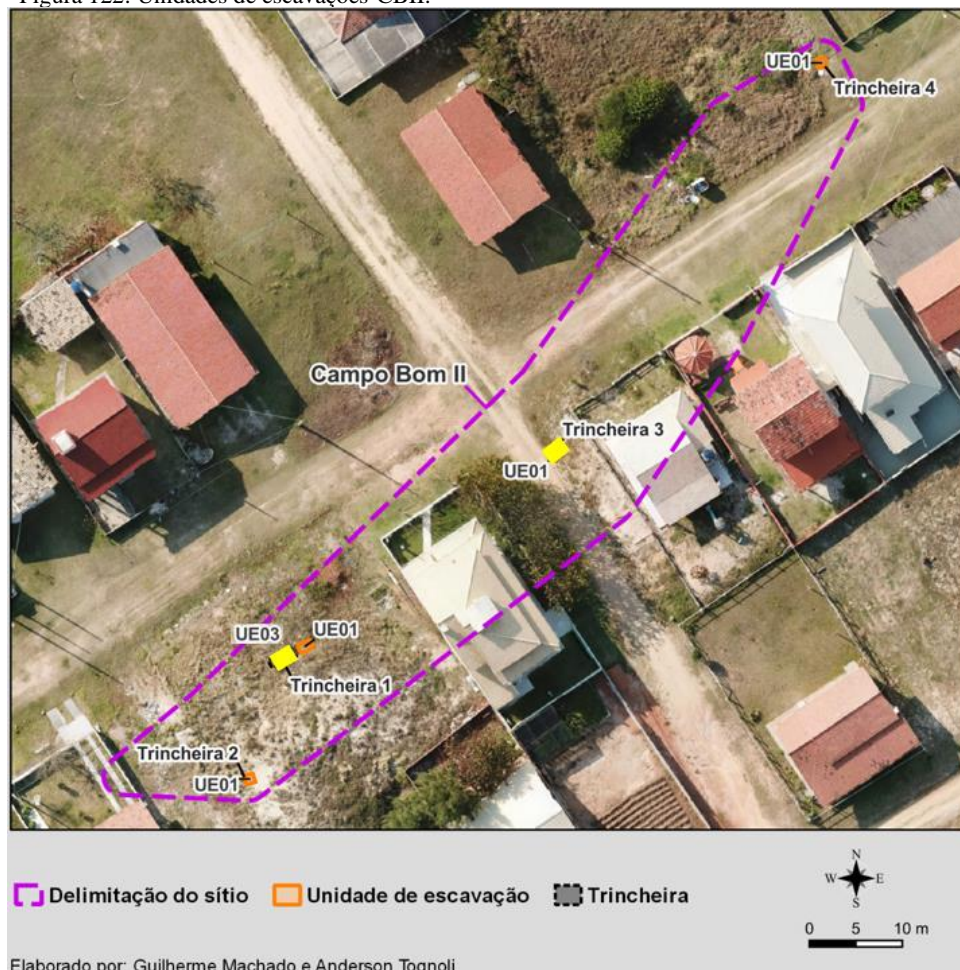 Figura 122: Unidades de escavações CBII.
UE01
Trincheira 4
Campo Bom II
Trincheira 3
UE01
UE03
UE01
Trincheira 1
Trincheira 2
UE01
Delimitação do sítio
Unidade de escavação
Trincheira
N
W
E
S
0 5 10 m
Elaborado por: Guilherme Machado e Anderson Tognoli